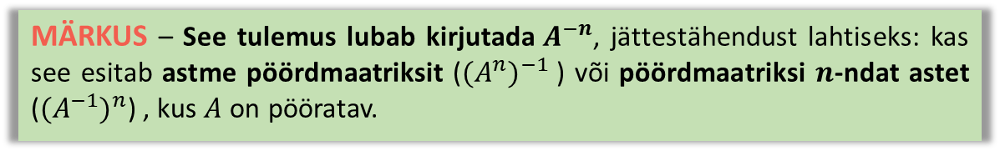 MÄRKUS – See tulemus lubab kirjutada $A^{-n}$, jättestähendust lahtiseks: kas
see esitab astme pöördmaatriksit ($(A^n)^{-1}$ ) või pöördmaatriksi $n$-ndat astet
($(A^{-1})^n$) , kus $A$ on pööratav.